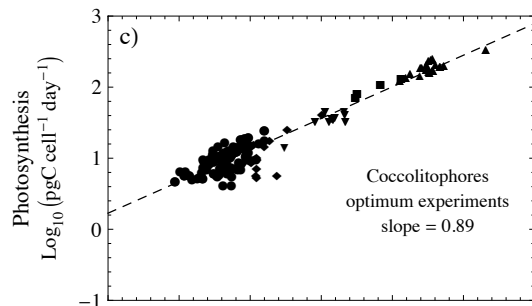 3
c)
2
1
0
−1
Photosynthesis
Log₁₀ (pgC cell⁻¹ day⁻¹)
Coccolitophores
optimum experiments
slope = 0.89